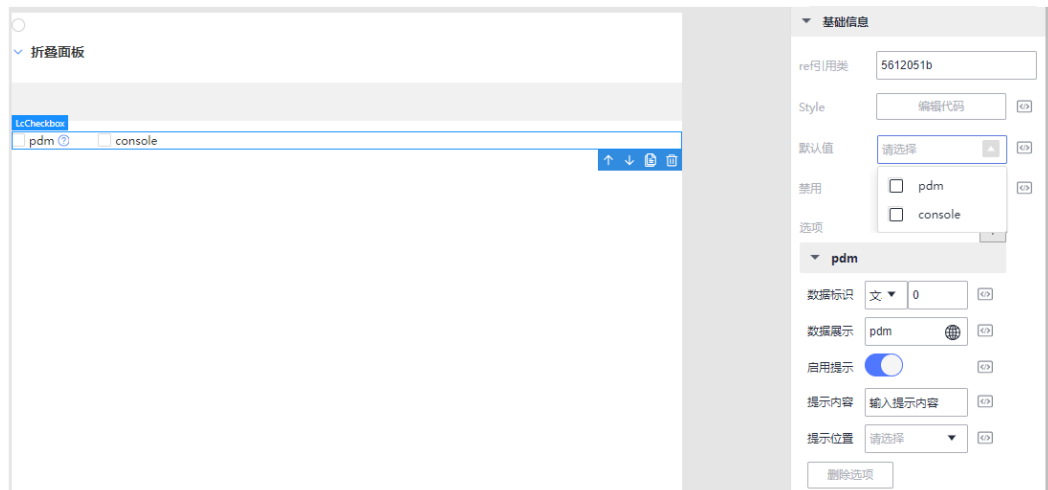 折叠面板
LcCheckbox
pdm
console
基础信息
ref引用类 5612051b
Style 编辑代码
默认值 请选择
pdm
console
禁用
选项
pdm
数据标识 文 0
数据展示 pdm
启用提示
提示内容 输入提示内容
提示位置 请选择
删除选项